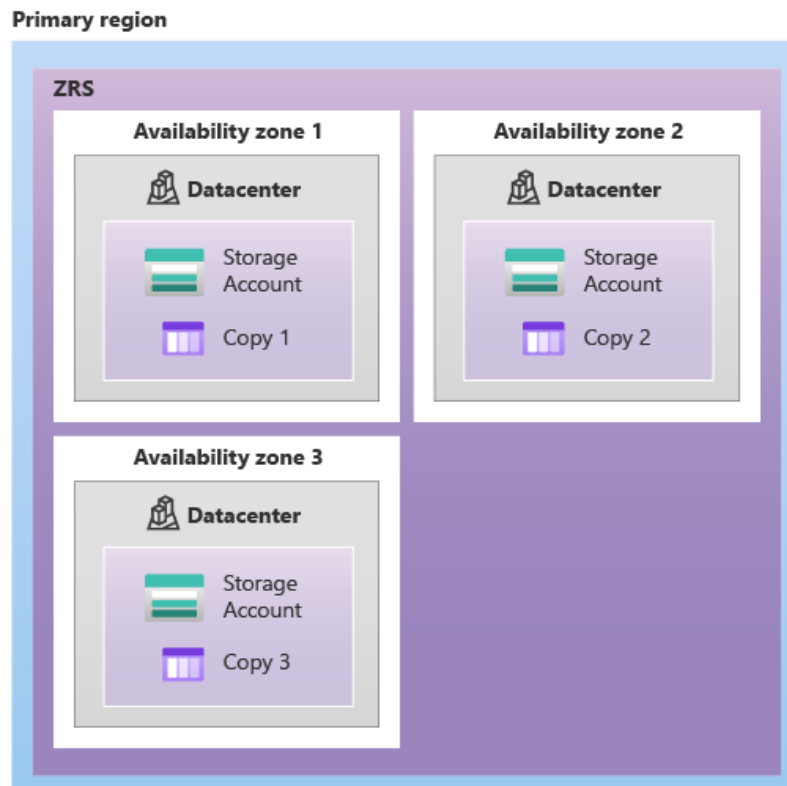 Primary region
ZRS
Availability zone 1
Datacenter
Storage
Account
Copy 1
Availability zone 2
Datacenter
Storage
Account
Copy 2
Availability zone 3
Datacenter
Storage
Account
Copy 3